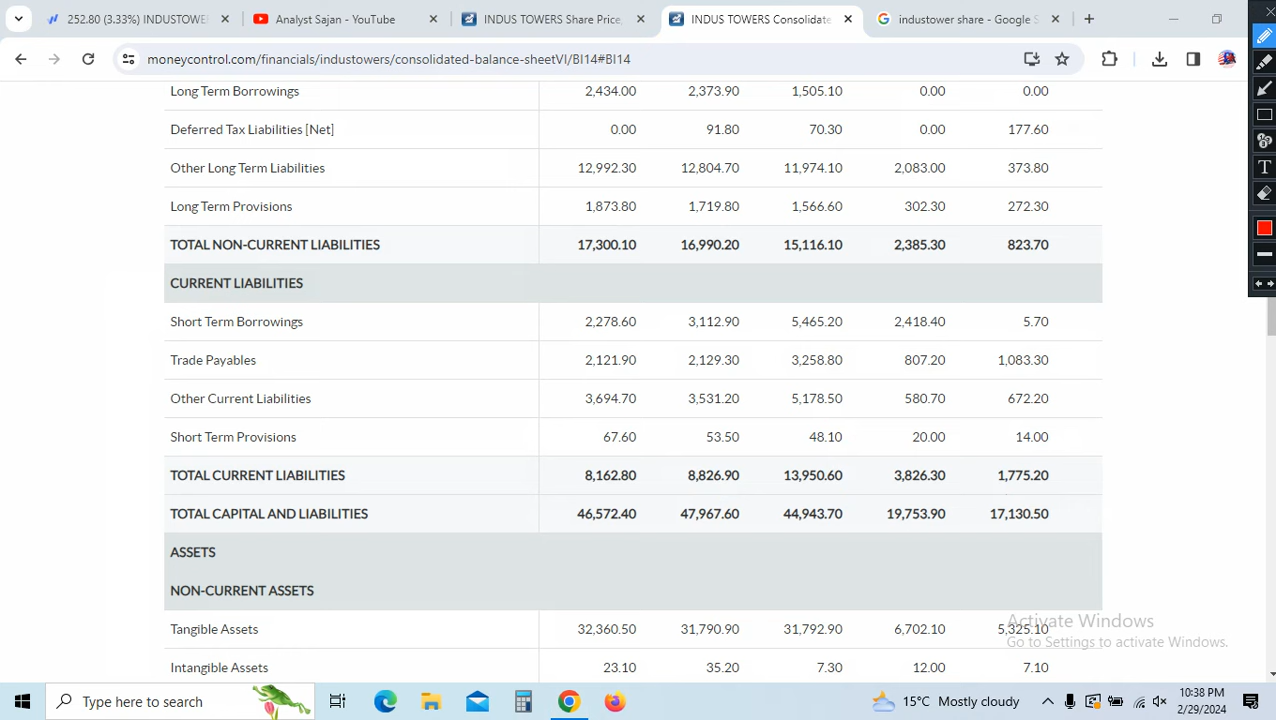 252.80 (3.33%) INDUSTOWE
Analyst Sajan - YouTube
INDUS TOWERS Share Price,
INDUS TOWERS Consolidate
industower share - Google S
moneycontrol.com/financials/industowers/consolidated-balance-sheetVI/BI14#BI14
Long Term Borrowings 2,434.00 2,373.90 1,505.10 0.00 0.00
Deferred Tax Liabilities [Net] 0.00 91.80 70.30 0.00 177.60
Other Long Term Liabilities 12,992.30 12,804.70 11,974.10 2,083.00 373.80
Long Term Provisions 1,873.80 1,719.80 1,566.60 302.30 272.30
TOTAL NON-CURRENT LIABILITIES 17,300.10 16,990.20 15,116.10 2,385.30 823.70
CURRENT LIABILITIES
Short Term Borrowings 2,278.60 3,112.90 5,465.20 2,418.40 5.70
Trade Payables 2,121.90 2,129.30 3,258.80 807.20 1,083.30
Other Current Liabilities 3,694.70 3,531.20 5,178.50 580.70 672.20
Short Term Provisions 67.60 53.50 48.10 20.00 14.00
TOTAL CURRENT LIABILITIES 8,162.80 8,826.90 13,950.60 3,826.30 1,775.20
TOTAL CAPITAL AND LIABILITIES 46,572.40 47,967.60 44,943.70 19,753.90 17,130.50
ASSETS
NON-CURRENT ASSETS
Tangible Assets 32,360.50 31,790.90 31,792.90 6,702.10 5,325.10
Intangible Assets 23.10 35.20 7.30 12.00 7.10
Activate Windows
Go to Settings to activate Windows.
T
Type here to search
15°C Mostly cloudy
10:38 PM
2/29/2024